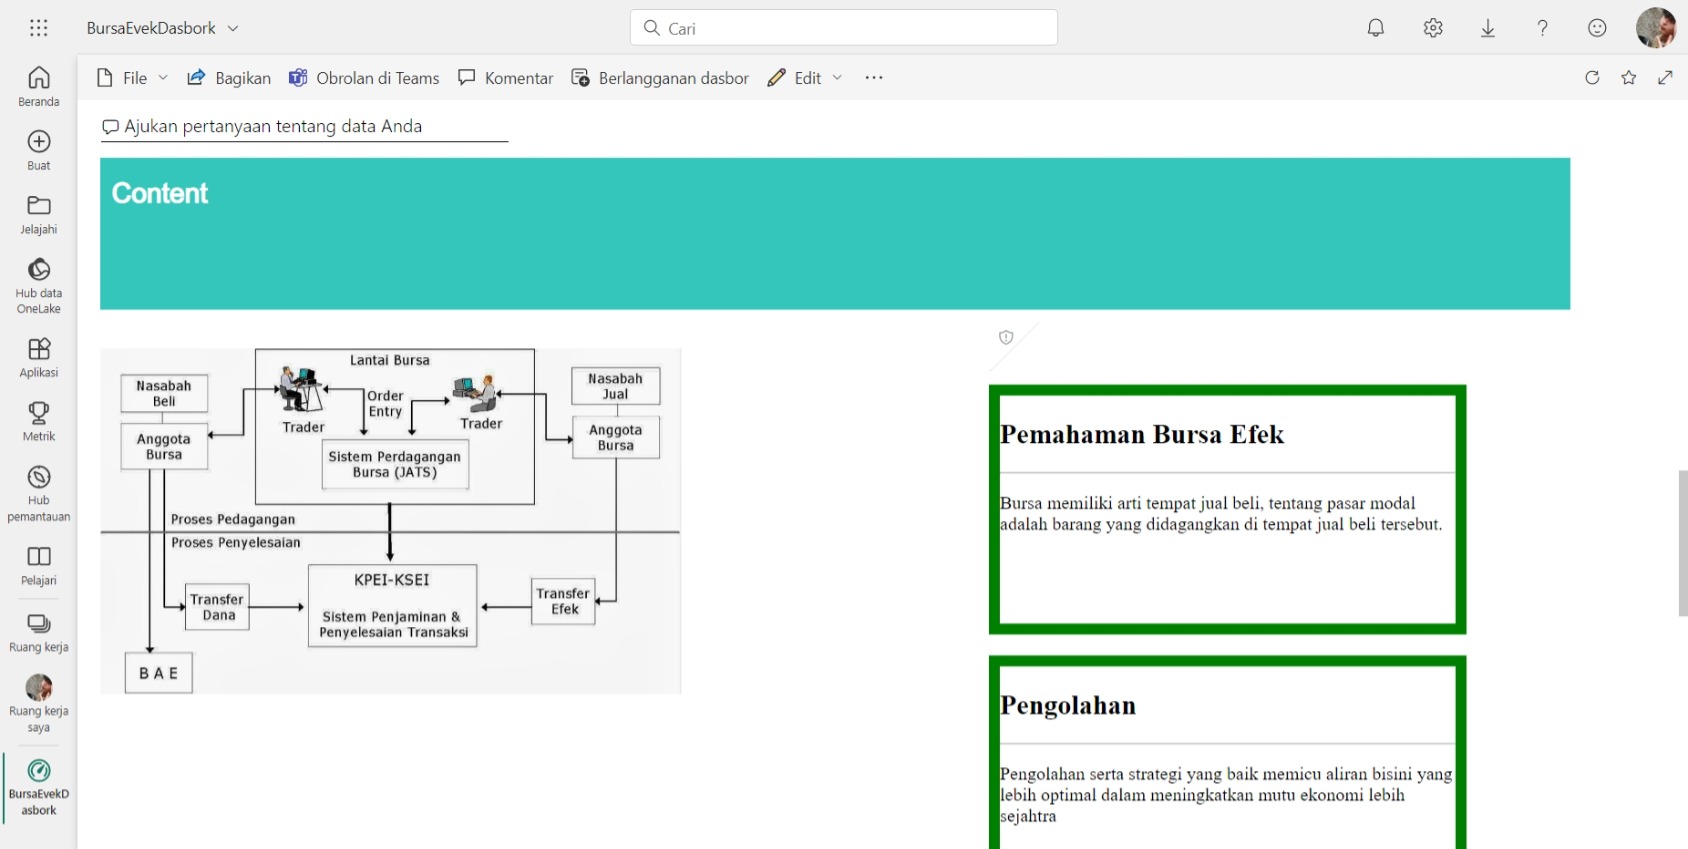 BursaEvekDasbork
Cari
Beranda
Buat
Jelajahi
Hub data
OneLake
Aplikasi
Metrik
Hub
pemantauan
Pelajari
Ruang kerja
Ruang kerja
saya
BursaEvekD
asbork
File
Bagikan
Obrolan di Teams
Komentar
Berlangganan dasbor
Edit
Ajukan pertanyaan tentang data Anda
Content
Lantai Bursa
Nasabah
Beli
Anggota
Bursa
Trader
Order
Entry
Trader
Sistem Perdagangan
Bursa (JATS)
Nasabah
Jual
Anggota
Bursa
Proses Pedagangan
Proses Penyelesaian
Transfer
Dana
KPEI-KSEI
Sistem Penjaminan &
Penyelesaian Transaksi
Transfer
Efek
B A E
Pemahaman Bursa Efek
Bursa memiliki arti tempat jual beli, tentang pasar modal
adalah barang yang didagangkan di tempat jual beli tersebut.
Pengolahan
Pengolahan serta strategi yang baik memicu aliran bisini yang
lebih optimal dalam meningkatkan mutu ekonomi lebih
sejahtra